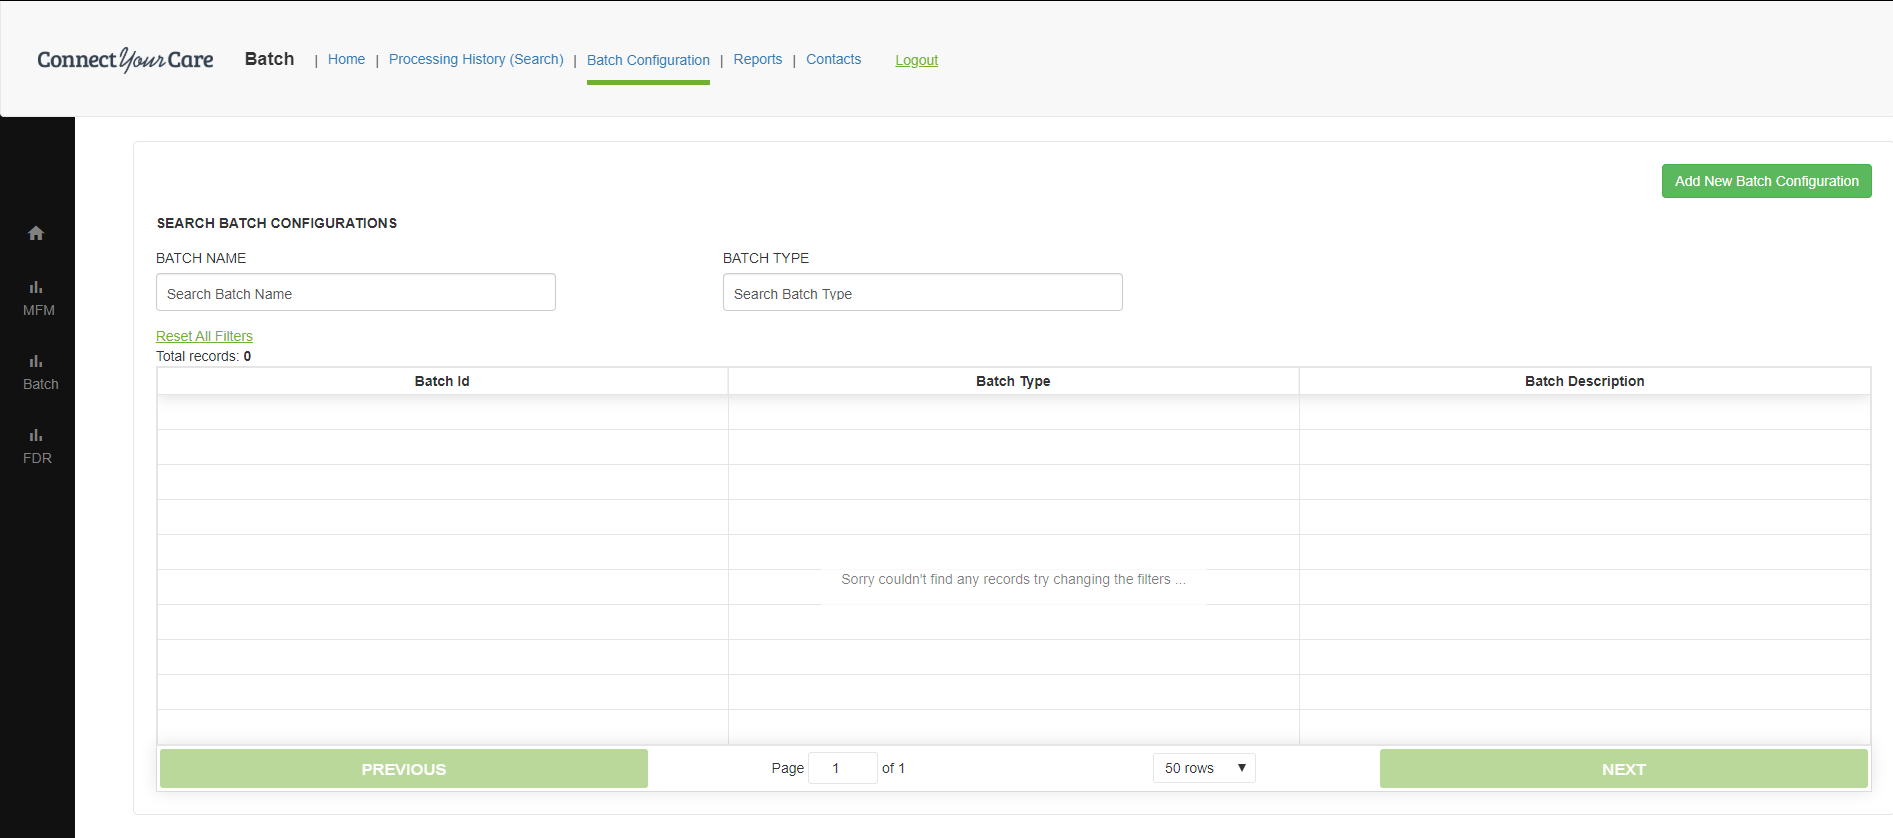 ConnectYourCare Batch | Home | Processing History (Search) | Batch Configuration | Reports | Contacts Logout
Add New Batch Configuration
SEARCH BATCH CONFIGURATIONS
BATCH NAME BATCH TYPE
Search Batch Name Search Batch Type
Reset All Filters
Total records: 0
Batch Id Batch Type Batch Description
Sorry couldn't find any records try changing the filters ...
PREVIOUS Page 1 of 1 50 rows ▼ NEXT
MFM
Batch
FDR